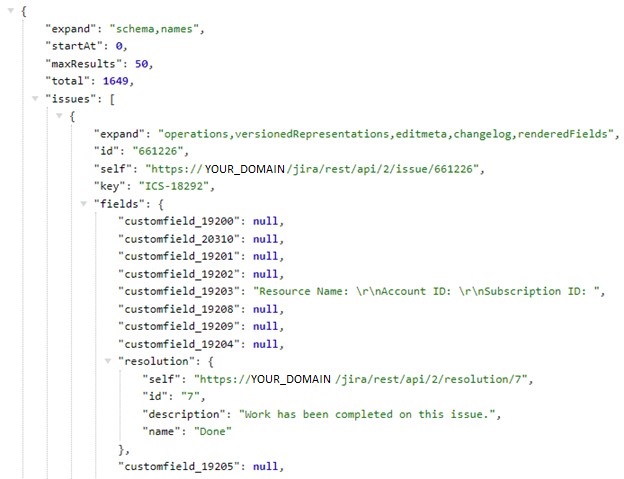 {
"expand": "schema,names",
"startAt": 0,
"maxResults": 50,
"total": 1649,
"issues": [
{
"expand": "operations,versionedRepresentations,editmeta,changelog,renderedFields",
"id": "661226",
"self": "https:// YOUR_DOMAIN /jira/rest/api/2/issue/661226",
"key": "ICS-18292",
"fields": {
"customfield_19200": null,
"customfield_20310": null,
"customfield_19201": null,
"customfield_19202": null,
"customfield_19203": "Resource Name: \r\nAccount ID: \r\nSubscription ID: ",
"customfield_19208": null,
"customfield_19209": null,
"customfield_19204": null,
"resolution": {
"self": "https://YOUR_DOMAIN /jira/rest/api/2/resolution/7",
"id": "7",
"description": "Work has been completed on this issue.",
"name": "Done"
},
"customfield_19205": null,